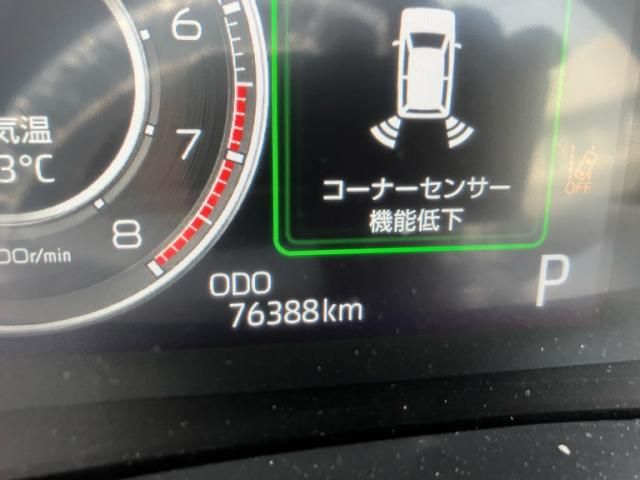 6
気温
3°C
7
8
00r/min
コーナーセンサー
機能低下
OFF
ODO
76388km
P